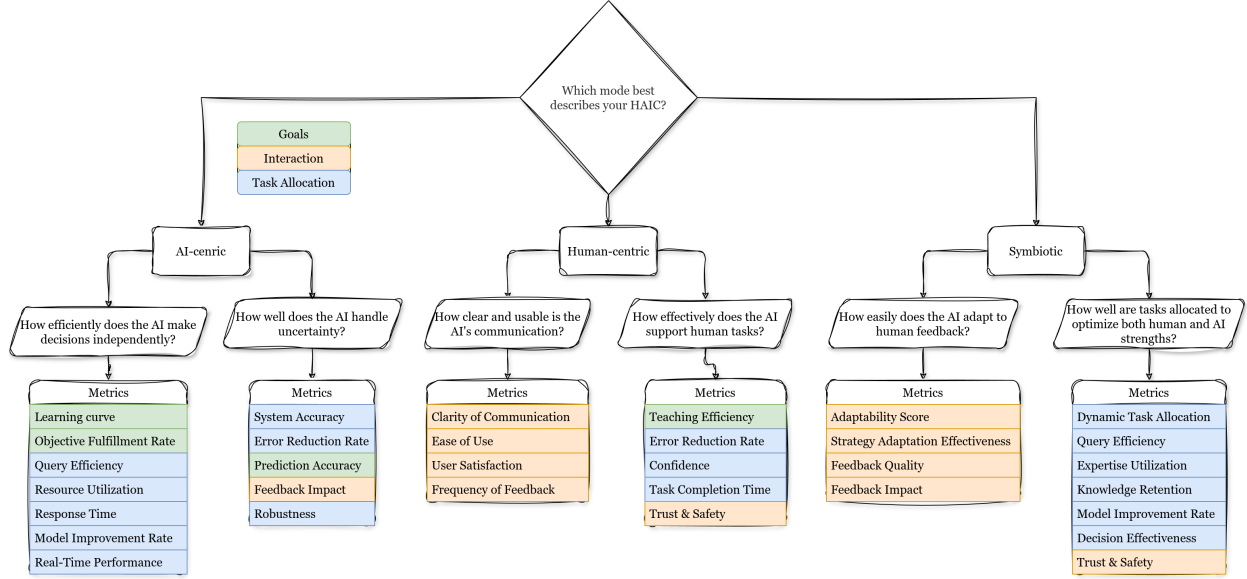 Which mode best
describes your HAIC?
Goals
Interaction
Task Allocation
AI-cenric
Human-centric
Symbiotic
How efficiently does the AI make
decisions independently?
How well does the AI handle
uncertainty?
How clear and usable is the
AI's communication?
How effectively does the AI
support human tasks?
How easily does the AI adapt to
human feedback?
How well are tasks allocated to
optimize both human and AI
strengths?
Metrics
Learning curve
Objective Fulfillment Rate
Query Efficiency
Resource Utilization
Response Time
Model Improvement Rate
Real-Time Performance
Metrics
System Accuracy
Error Reduction Rate
Prediction Accuracy
Feedback Impact
Robustness
Metrics
Clarity of Communication
Ease of Use
User Satisfaction
Frequency of Feedback
Metrics
Teaching Efficiency
Error Reduction Rate
Confidence
Task Completion Time
Trust & Safety
Metrics
Adaptability Score
Strategy Adaptation Effectiveness
Feedback Quality
Feedback Impact
Metrics
Dynamic Task Allocation
Query Efficiency
Expertise Utilization
Knowledge Retention
Model Improvement Rate
Decision Effectiveness
Trust & Safety